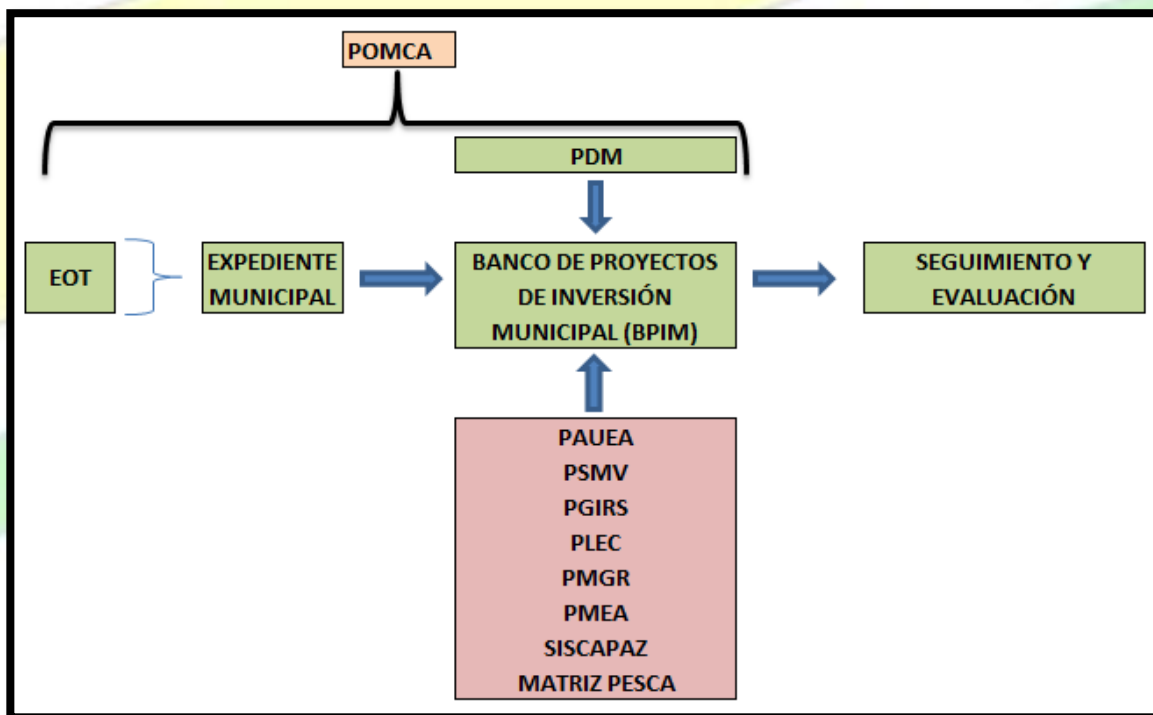 POMCA
PDM
EOT
EXPEDIENTE
MUNICIPAL
BANCO DE PROYECTOS
DE INVERSIÓN
MUNICIPAL (BPIM)
SEGUIMIENTO Y
EVALUACIÓN
PAUEA
PSMV
PGIRS
PLEC
PMGR
PMEA
SISCAPAZ
MATRIZ PESCA